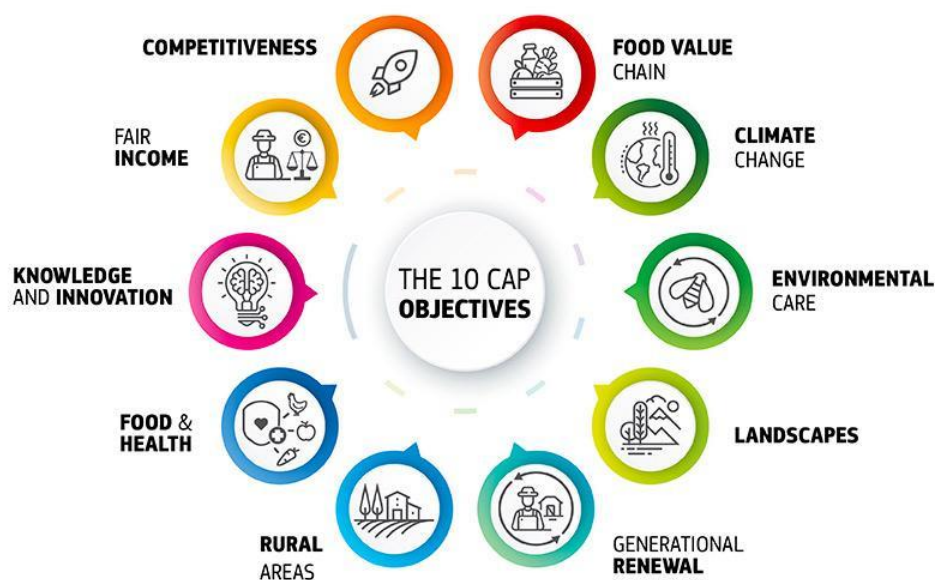 COMPETITIVENESS
FOOD VALUE
CHAIN
FAIR
INCOME
€
CLIMATE
CHANGE
KNOWLEDGE
AND INNOVATION
THE 10 CAP
OBJECTIVES
ENVIRONMENTAL
CARE
FOOD &
HEALTH
LANDSCAPES
RURAL
AREAS
GENERATIONAL
RENEWAL